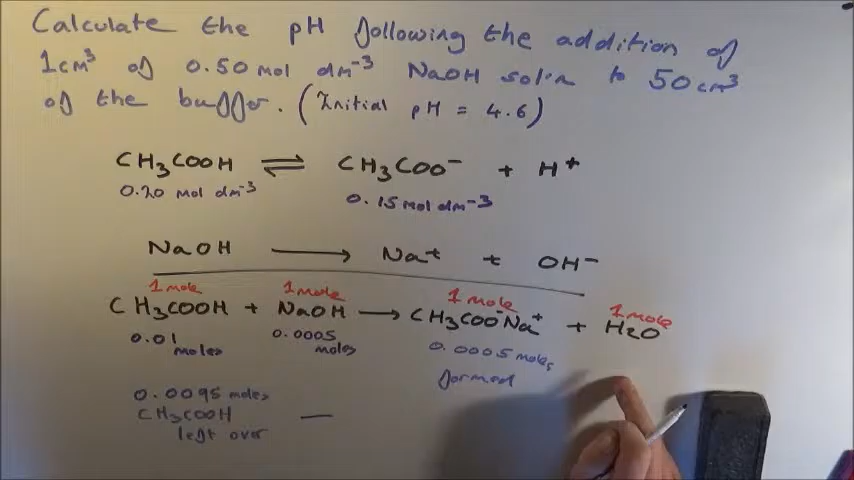 Calculate the pH following the addition of
1cm³ of 0.50 mol dm⁻³ NaOH sol:n to 50cm³
of the buffer. (Initial pH = 4.6)
CH₃COOH ⇌ CH₃COO⁻ + H⁺
0.20 mol dm⁻³ 0.15 mol dm⁻³
NaOH ⟶ Na⁺ + OH⁻
1 mole 1 mole 1 mole 1 mole
CH₃COOH + NaOH ⟶ CH₃COO⁻Na⁺ + H₂O
0.01 moles 0.0005 moles 0.0005 moles formed
0.0095 moles
CH₃COOH —
left over